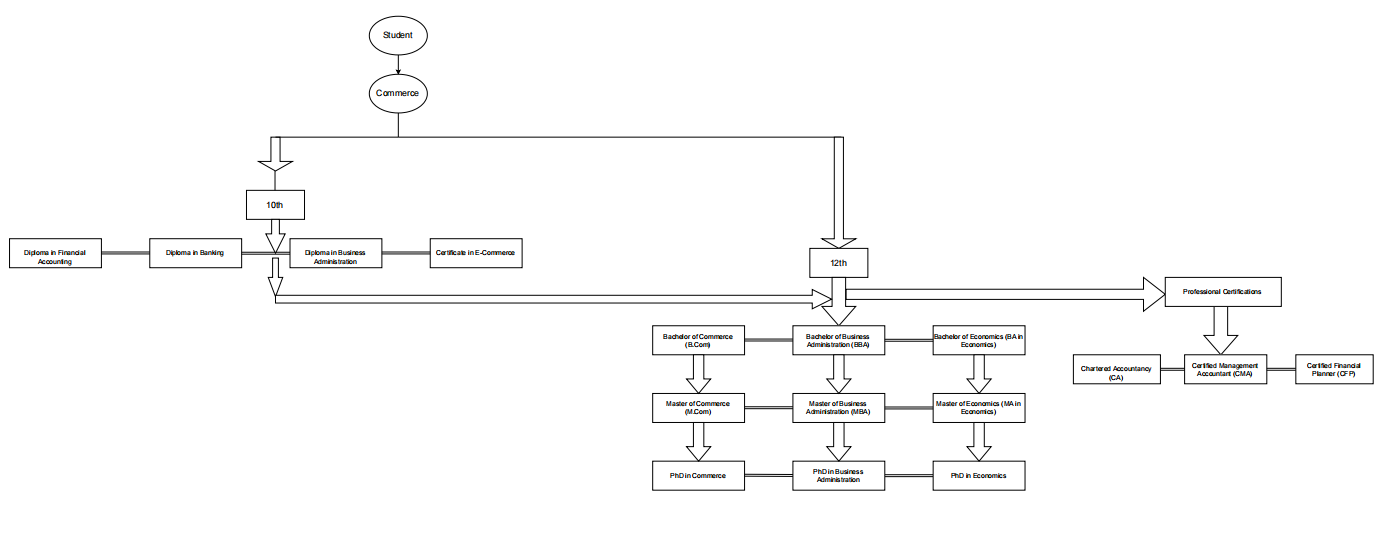 Student
Commerce
10th
Diploma in Financial
Accounting
Diploma in Banking
Diploma in Business
Administration
Certificate in E-Commerce
12th
Professional Certifications
Bachelor of Commerce
(B.Com)
Bachelor of Business
Administration (BBA)
Bachelor of Economics (BA in
Economics)
Chartered Accountancy
(CA)
Certified Management
Accountant (CMA)
Certified Financial
Planner (CFP)
Master of Commerce
(M.Com)
Master of Business
Administration (MBA)
Master of Economics (MA in
Economics)
PhD in Commerce
PhD in Business
Administration
PhD in Economics